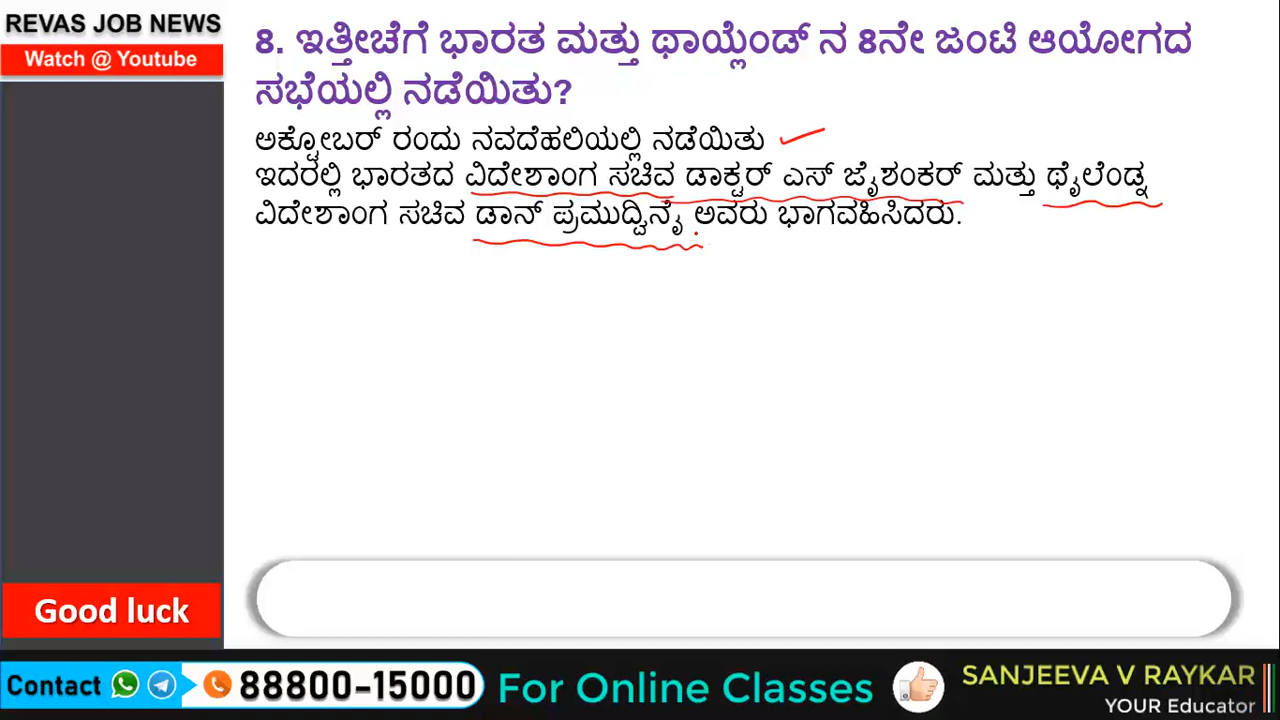 REVAS JOB NEWS
Watch @ Youtube
8. ಇತ್ತೀಚೆಗೆ ಭಾರತ ಮತ್ತು ಥಾಯ್ಲೆಂಡ್ ನ 8ನೇ ಜಂಟಿ ಆಯೋಗದ
ಸಭೆಯಲ್ಲಿ ನಡೆಯಿತು?
ಅಕ್ಟೋಬರ್ ರಂದು ನವದೆಹಲಿಯಲ್ಲಿ ನಡೆಯಿತು
ಇದರಲ್ಲಿ ಭಾರತದ ವಿದೇಶಾಂಗ ಸಚಿವ ಡಾಕ್ಟರ್ ಎಸ್ ಜೈಶಂಕರ್ ಮತ್ತು ಥೈಲೆಂಡ್ನ
ವಿದೇಶಾಂಗ ಸಚಿವ ಡಾನ್ ಪ್ರಮುದ್ವಿನೈ ಅವರು ಭಾಗವಹಿಸಿದರು.
Good luck
Contact 88800-15000 For Online Classes
SANJEEVA V RAYKAR
YOUR Educator